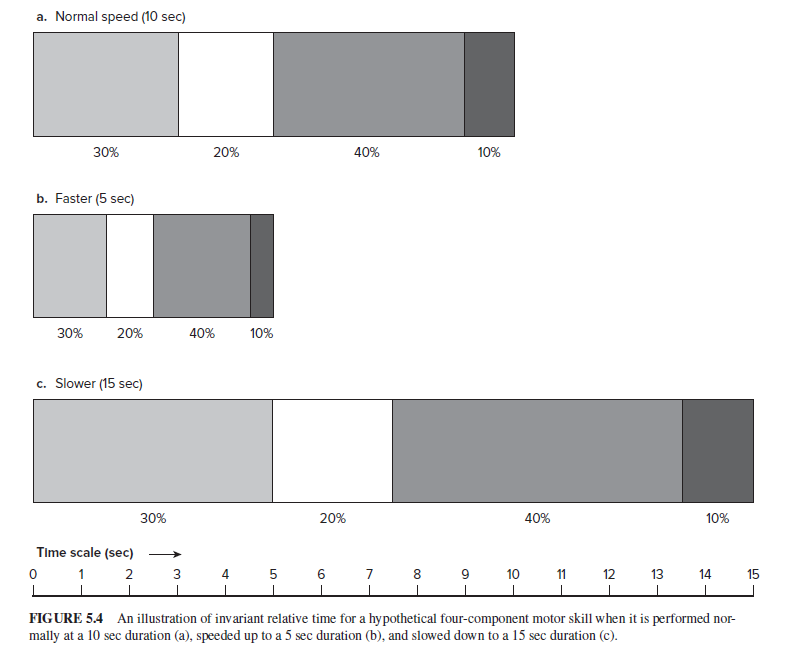 a. Normal speed (10 sec)
30% 20% 40% 10%
b. Faster (5 sec)
30% 20% 40% 10%
c. Slower (15 sec)
30% 20% 40% 10%
Time scale (sec)
0 1 2 3 4 5 6 7 8 9 10 11 12 13 14 15
FIGURE 5.4 An illustration of invariant relative time for a hypothetical four-component motor skill when it is performed nor-
mally at a 10 sec duration (a), speeded up to a 5 sec duration (b), and slowed down to a 15 sec duration (c).